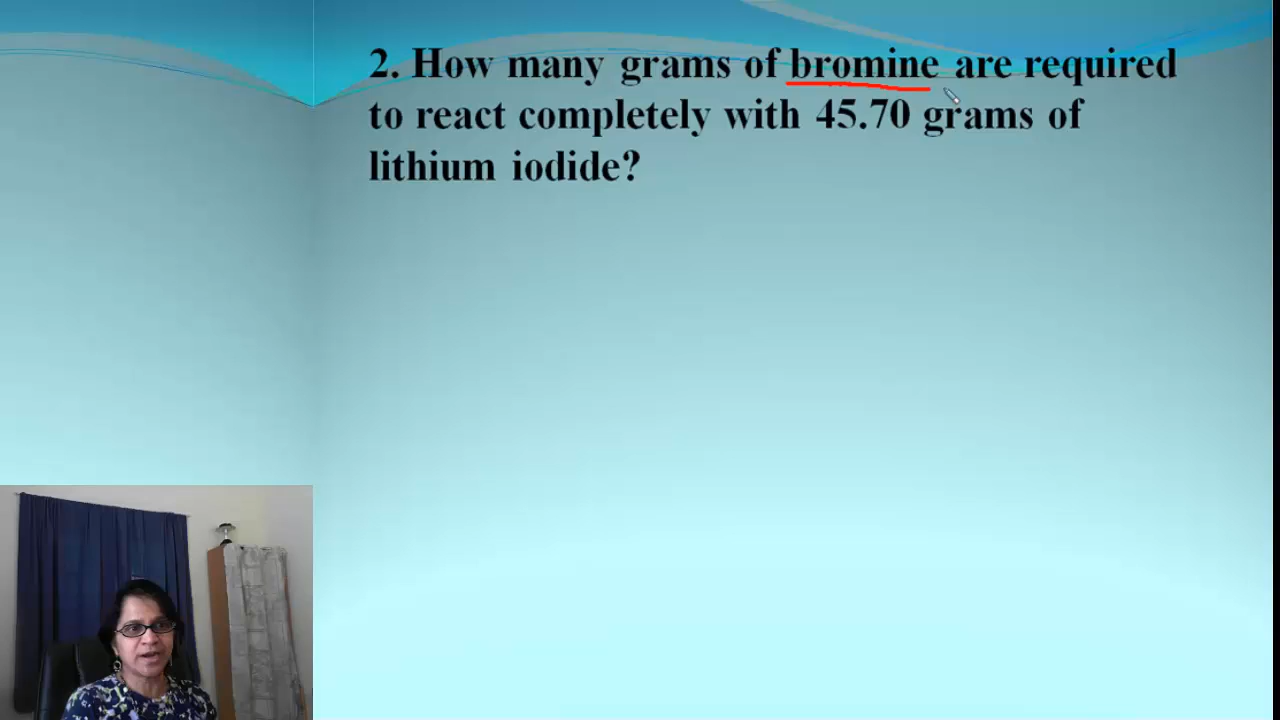 2. How many grams of bromine are required
to react completely with 45.70 grams of
lithium iodide?